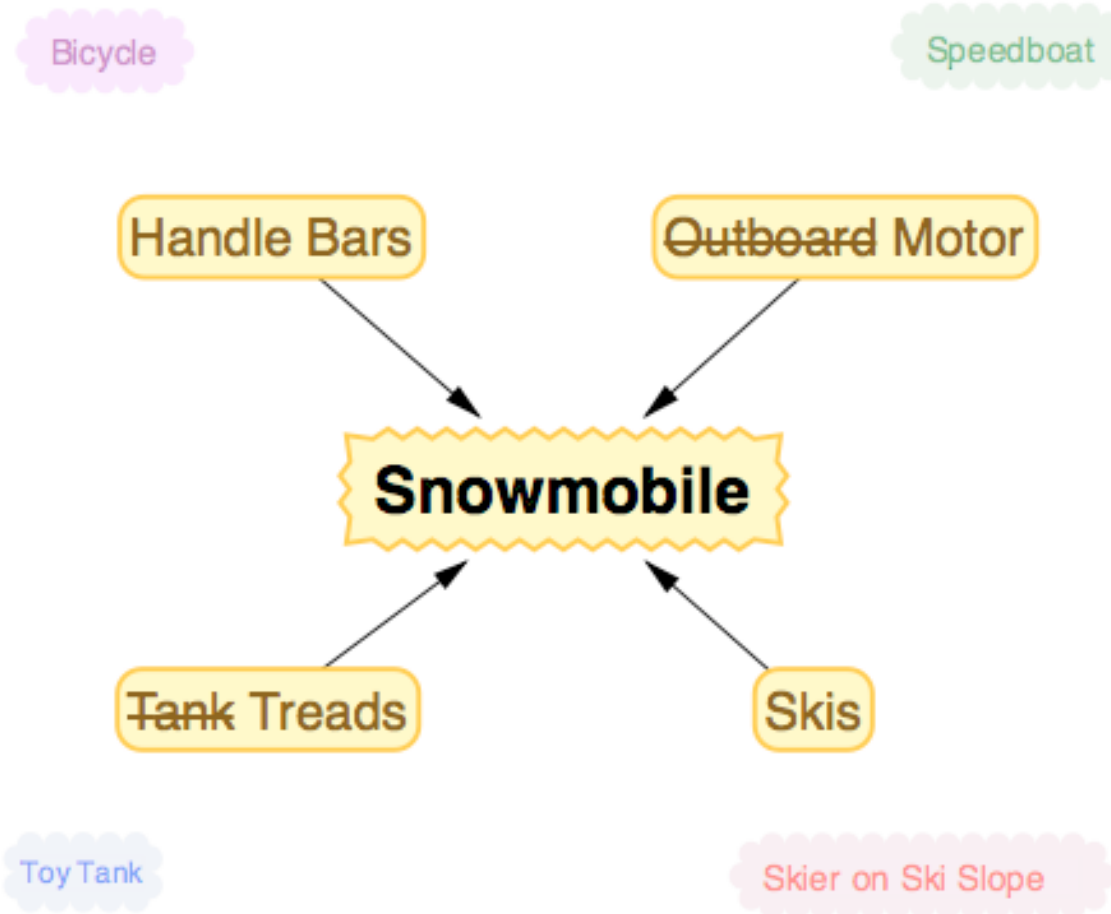 Bicycle
Speedboat
Handle Bars
Outboard Motor
Snowmobile
Tank Treads
Skis
Toy Tank
Skier on Ski Slope